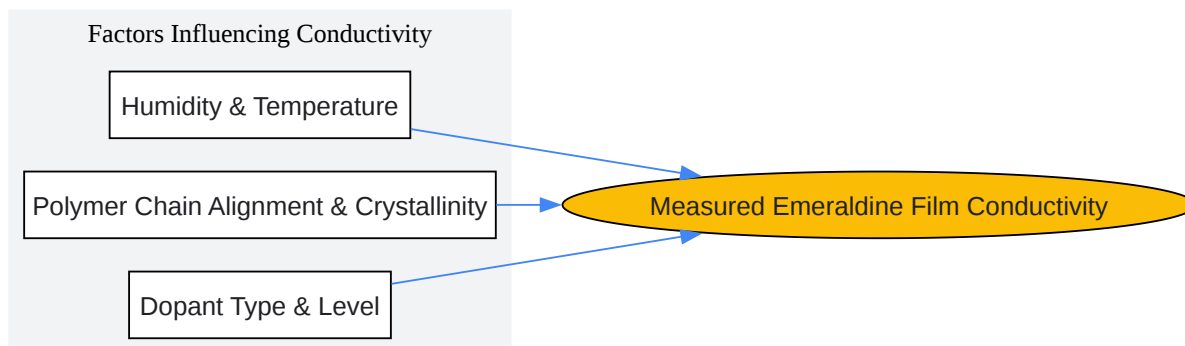 Factors Influencing Conductivity
Humidity & Temperature
Polymer Chain Alignment & Crystallinity
Measured Emeraldine Film Conductivity
Dopant Type & Level